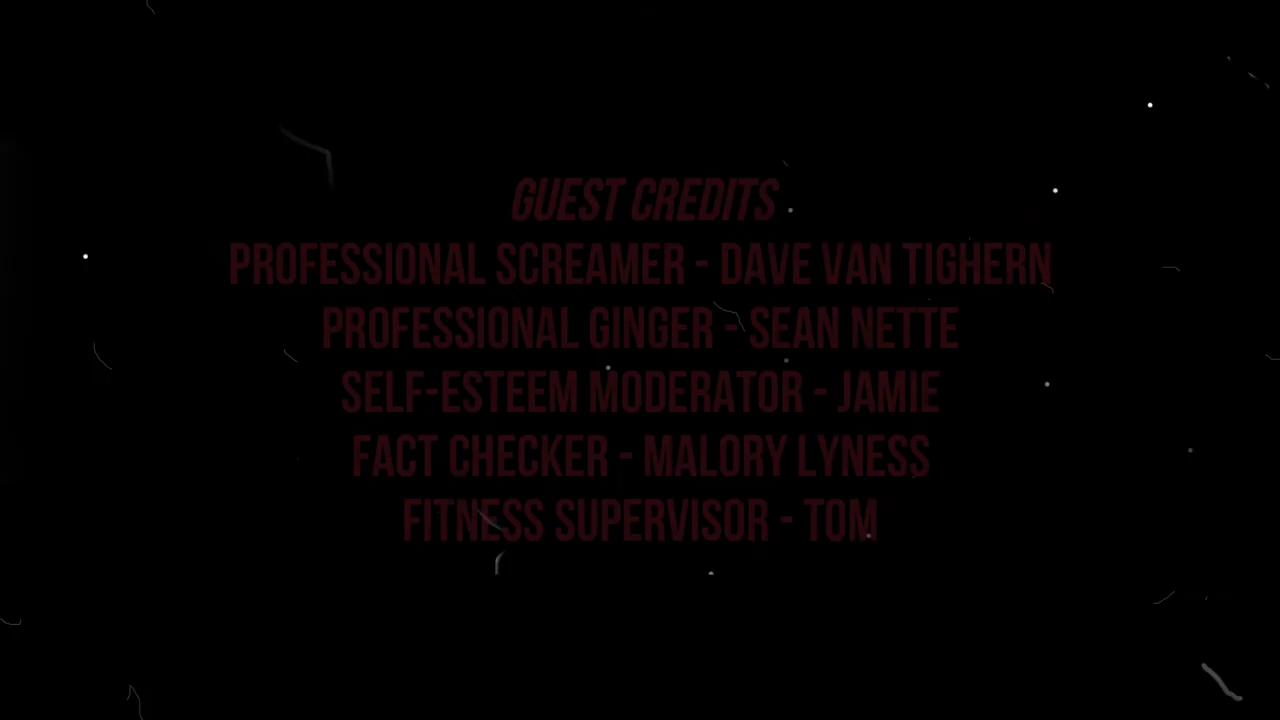 GUEST CREDITS
PROFESSIONAL SCREAMER - DAVE VAN TIGHERN
PROFESSIONAL GINGER - SEAN NETTE
SELF-ESTEEM MODERATOR - JAMIE
FACT CHECKER - MALORY LYNESS
FITNESS SUPERVISOR - TOM